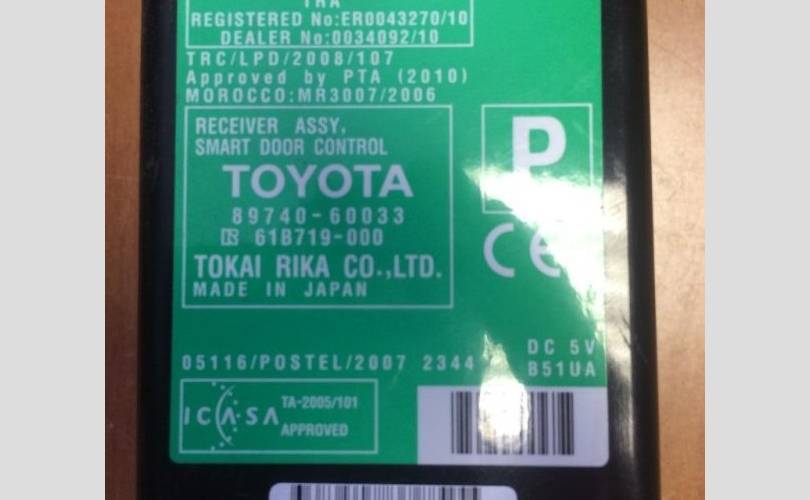 TRA
REGISTERED No:ER0043270/10
DEALER No:0034092/10
TRC/LPD/2008/107
Approved by PTA (2010)
MOROCCO:MR3007/2006
RECEIVER ASSY,
SMART DOOR CONTROL
TOYOTA
89740-60033
61B719-000
TOKAI RIKA CO.,LTD.
MADE IN JAPAN
P
CE
05116/POSTEL/2007 2344
DC 5V
B51UA
ICASA
TA-2005/101
APPROVED